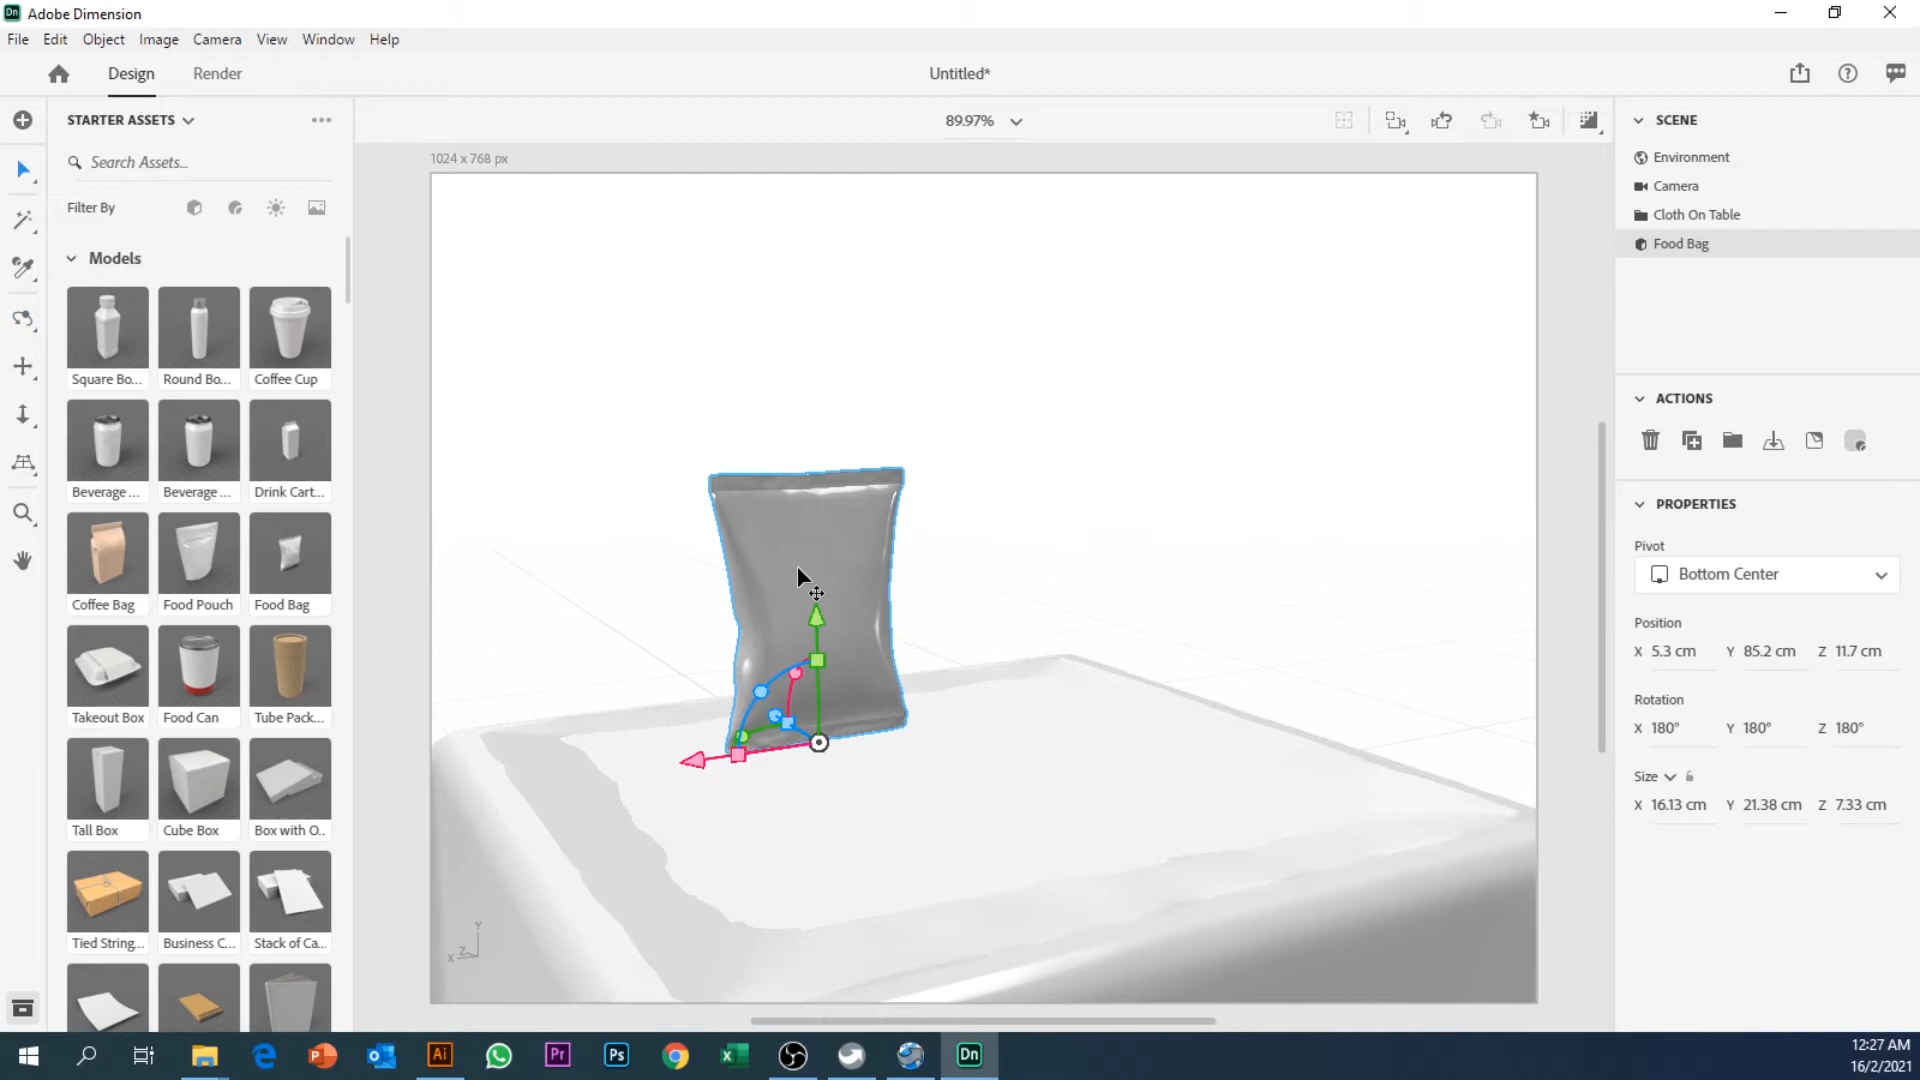 Dn Adobe Dimension
File Edit Object Image Camera View Window Help
Design Render Untitled*
STARTER ASSETS
Search Assets...
Filter By
Models
Square Bo... Round Bo... Coffee Cup
Beverage ... Beverage ... Drink Cart...
Coffee Bag Food Pouch Food Bag
Takeout Box Food Can Tube Pack...
Tall Box Cube Box Box with O..
Tied String... Business C... Stack of Ca...
89.97%
1024 x 768 px
Y
Z
X
SCENE
Environment
Camera
Cloth On Table
Food Bag
ACTIONS
PROPERTIES
Pivot
Bottom Center
Position
X 5.3 cm Y 85.2 cm Z 11.7 cm
Rotation
X 180° Y 180° Z 180°
Size
X 16.13 cm Y 21.38 cm Z 7.33 cm
Ai Pr Ps Dn
12:27 AM
16/2/2021